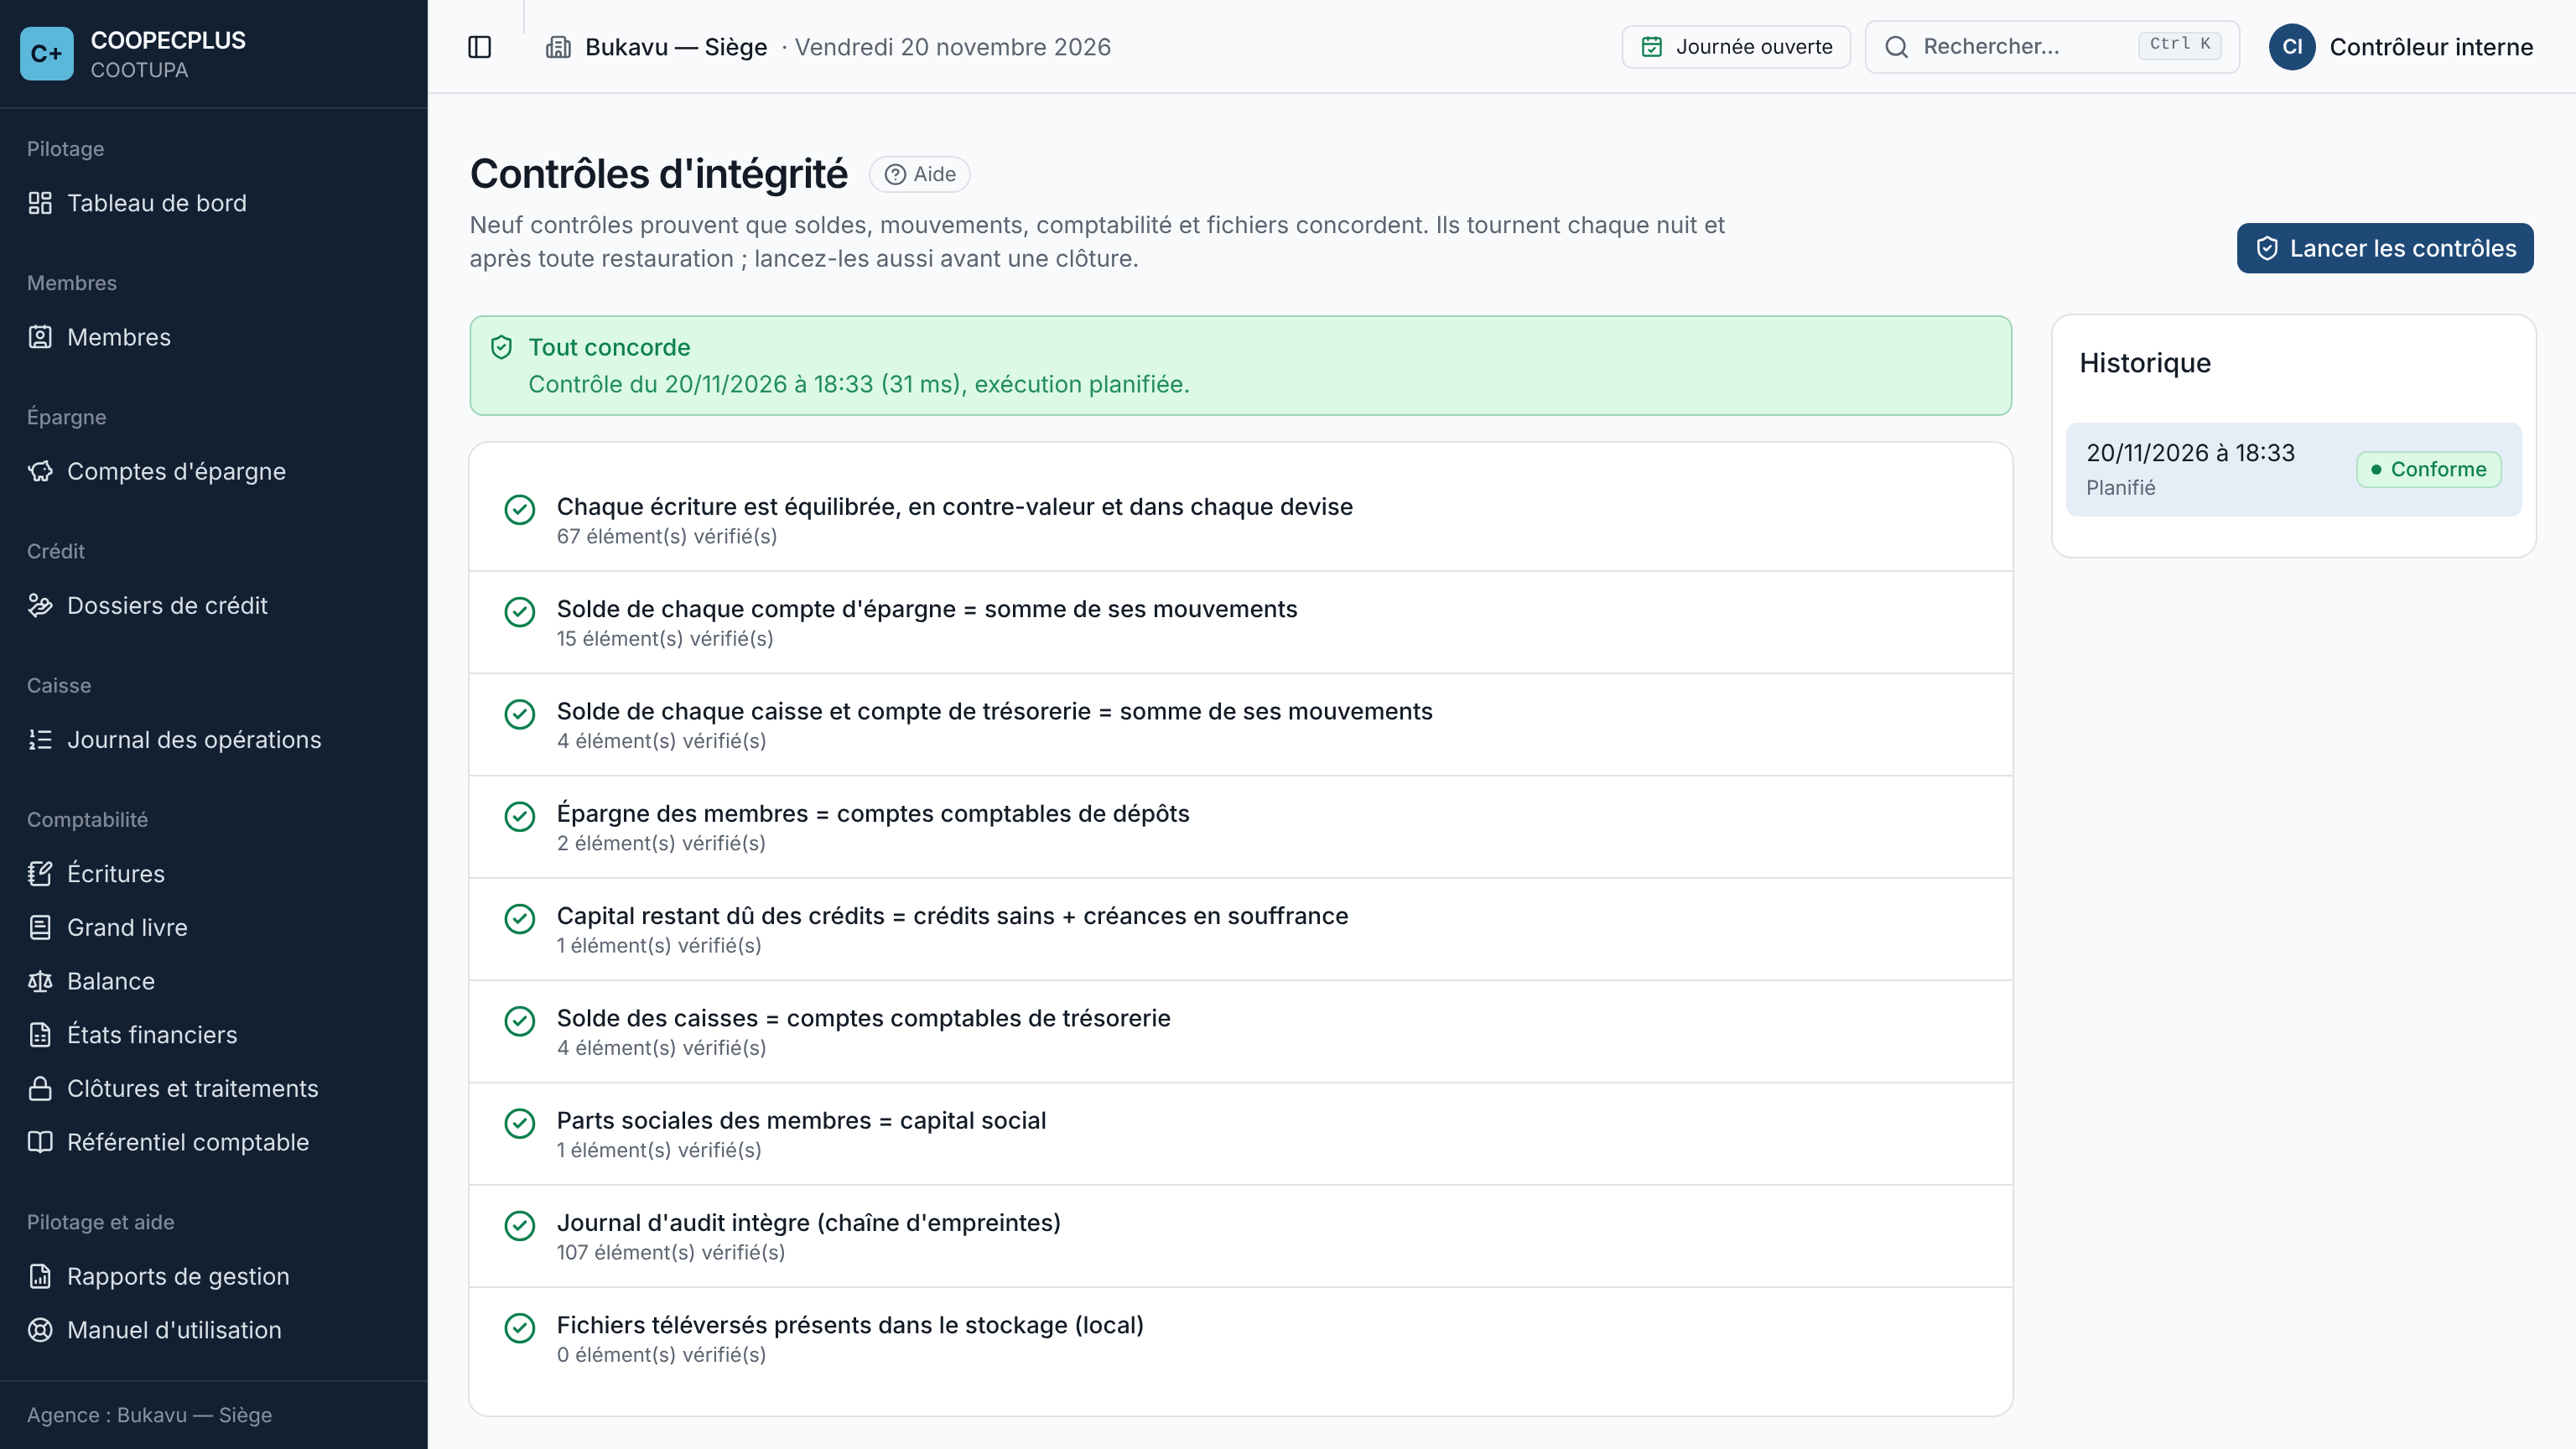 C+
COOPECPLUS
COOTUPA
Pilotage
Tableau de bord
Membres
Membres
Épargne
Comptes d'épargne
Crédit
Dossiers de crédit
Caisse
Journal des opérations
Comptabilité
Écritures
Grand livre
Balance
États financiers
Clôtures et traitements
Référentiel comptable
Pilotage et aide
Rapports de gestion
Manuel d'utilisation
Agence : Bukavu — Siège
Bukavu — Siège · Vendredi 20 novembre 2026
Journée ouverte
Rechercher... Ctrl K
CI Contrôleur interne
Contrôles d'intégrité
Aide
Neuf contrôles prouvent que soldes, mouvements, comptabilité et fichiers concordent. Ils tournent chaque nuit et
après toute restauration ; lancez-les aussi avant une clôture.
Lancer les contrôles
Tout concorde
Contrôle du 20/11/2026 à 18:33 (31 ms), exécution planifiée.
Chaque écriture est équilibrée, en contre-valeur et dans chaque devise
67 élément(s) vérifié(s)
Solde de chaque compte d'épargne = somme de ses mouvements
15 élément(s) vérifié(s)
Solde de chaque caisse et compte de trésorerie = somme de ses mouvements
4 élément(s) vérifié(s)
Épargne des membres = comptes comptables de dépôts
2 élément(s) vérifié(s)
Capital restant dû des crédits = crédits sains + créances en souffrance
1 élément(s) vérifié(s)
Solde des caisses = comptes comptables de trésorerie
4 élément(s) vérifié(s)
Parts sociales des membres = capital social
1 élément(s) vérifié(s)
Journal d'audit intègre (chaîne d'empreintes)
107 élément(s) vérifié(s)
Fichiers téléversés présents dans le stockage (local)
0 élément(s) vérifié(s)
Historique
20/11/2026 à 18:33
Planifié
Conforme